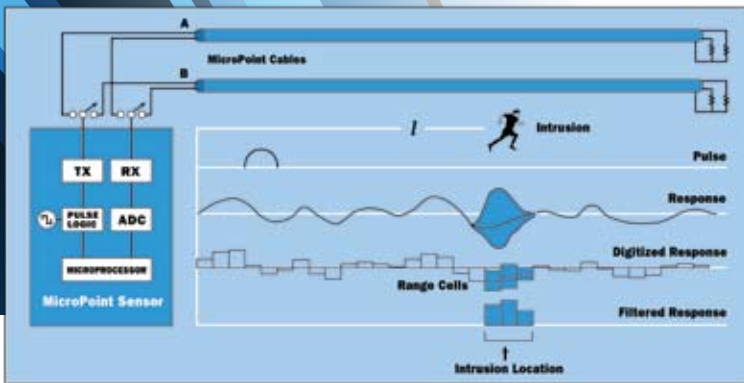 A
MicroPoint Cables
B
l
Intrusion
TX
RX
Pulse
PULSE
LOGIC
ADC
Response
MICROPROCESSOR
Digitized Response
Range Cells
MicroPoint Sensor
Filtered Response
Intrusion Location